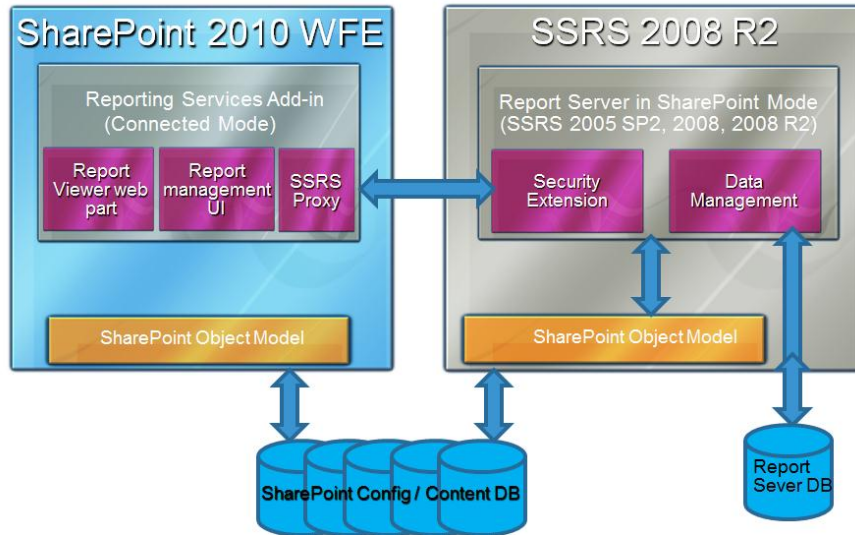 SharePoint 2010 WFE
Reporting Services Add-in
(Connected Mode)
Report
Viewer web
part
Report
management
UI
SSRS
Proxy
SharePoint Object Model
SSRS 2008 R2
Report Server in SharePoint Mode
(SSRS 2005 SP2, 2008, 2008 R2)
Security
Extension
Data
Management
SharePoint Object Model
SharePoint Config / Content DB
Report
Sever DB